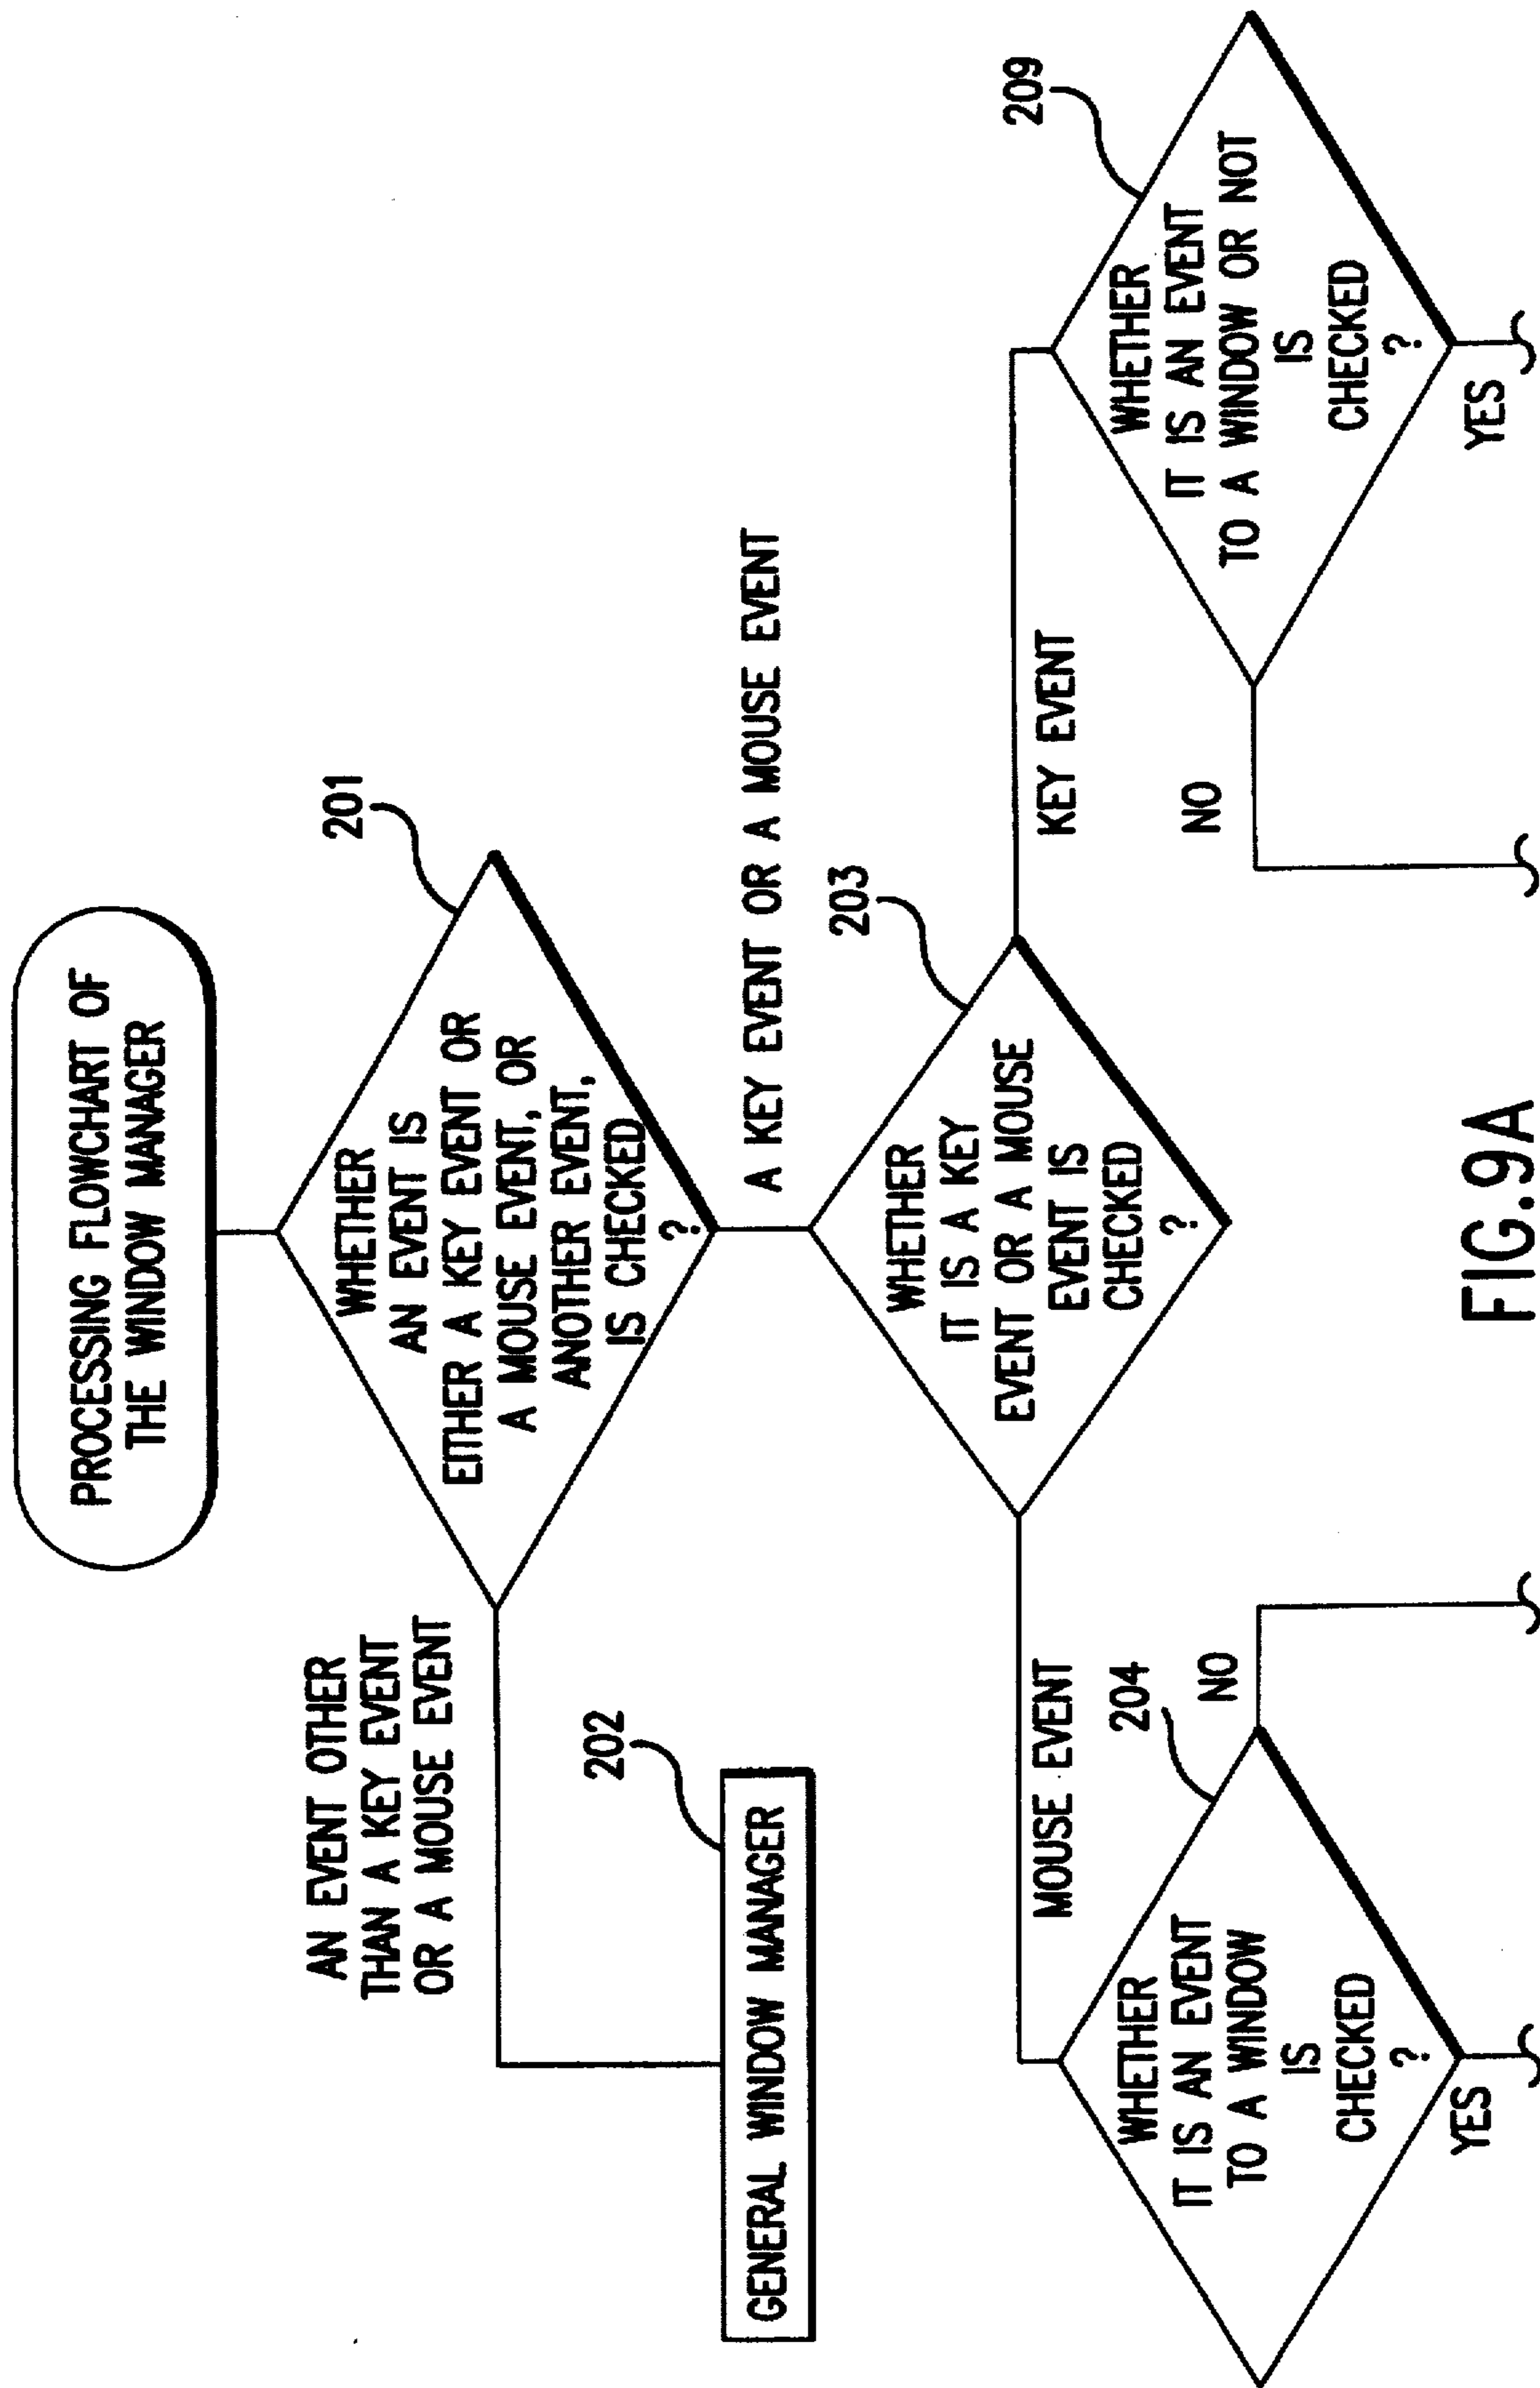 PROCESSING FLOWCHART OF
THE WINDOW MANAGER
201
WHETHER
AN EVENT IS
EITHER A KEY EVENT OR
A MOUSE EVENT, OR
ANOTHER EVENT,
IS CHECKED
?
AN EVENT OTHER
THAN A KEY EVENT
OR A MOUSE EVENT
202
GENERAL WINDOW MANAGER
A KEY EVENT OR A MOUSE EVENT
203
WHETHER
IT IS A KEY
EVENT OR A MOUSE
EVENT IS
CHECKED
?
MOUSE EVENT
KEY EVENT
204
WHETHER
IT IS AN EVENT
TO A WINDOW
IS
CHECKED
?
NO
YES
209
WHETHER
IT IS AN EVENT
TO A WINDOW OR NOT
IS
CHECKED
?
NO
YES
FIG.9A